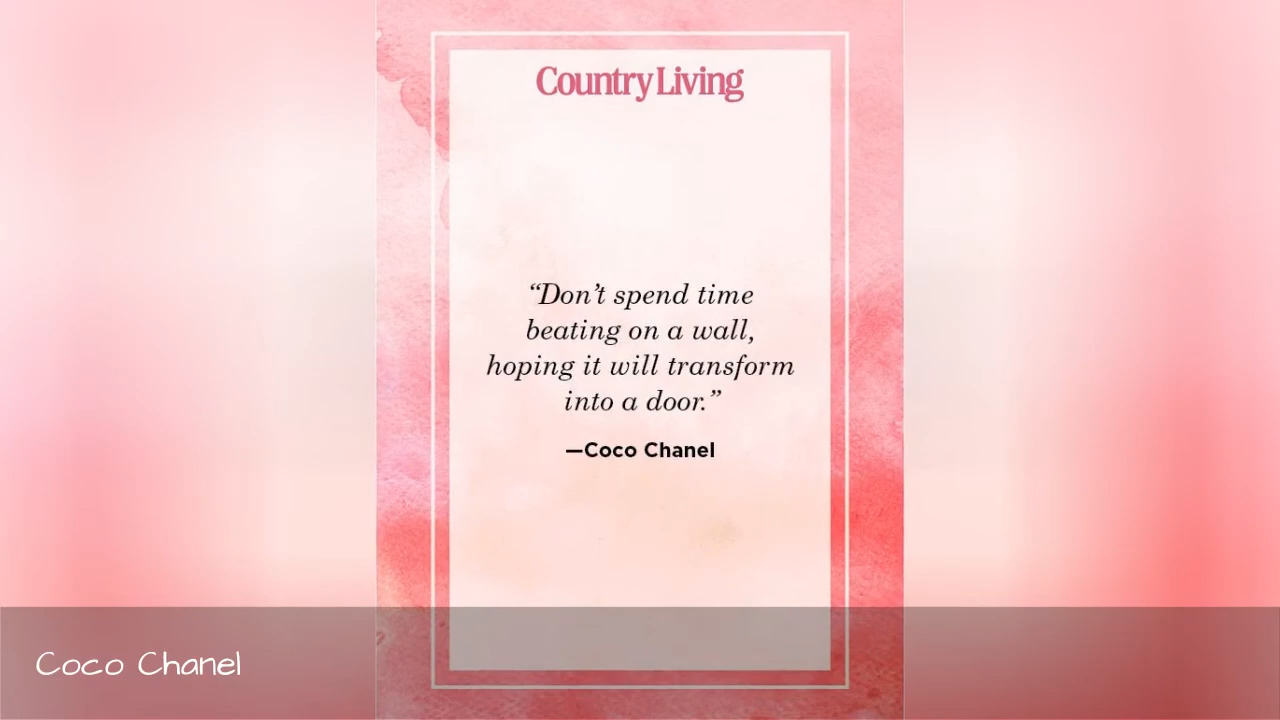 Country Living
“Don’t spend time
beating on a wall,
hoping it will transform
into a door.”
—Coco Chanel
Coco Chanel